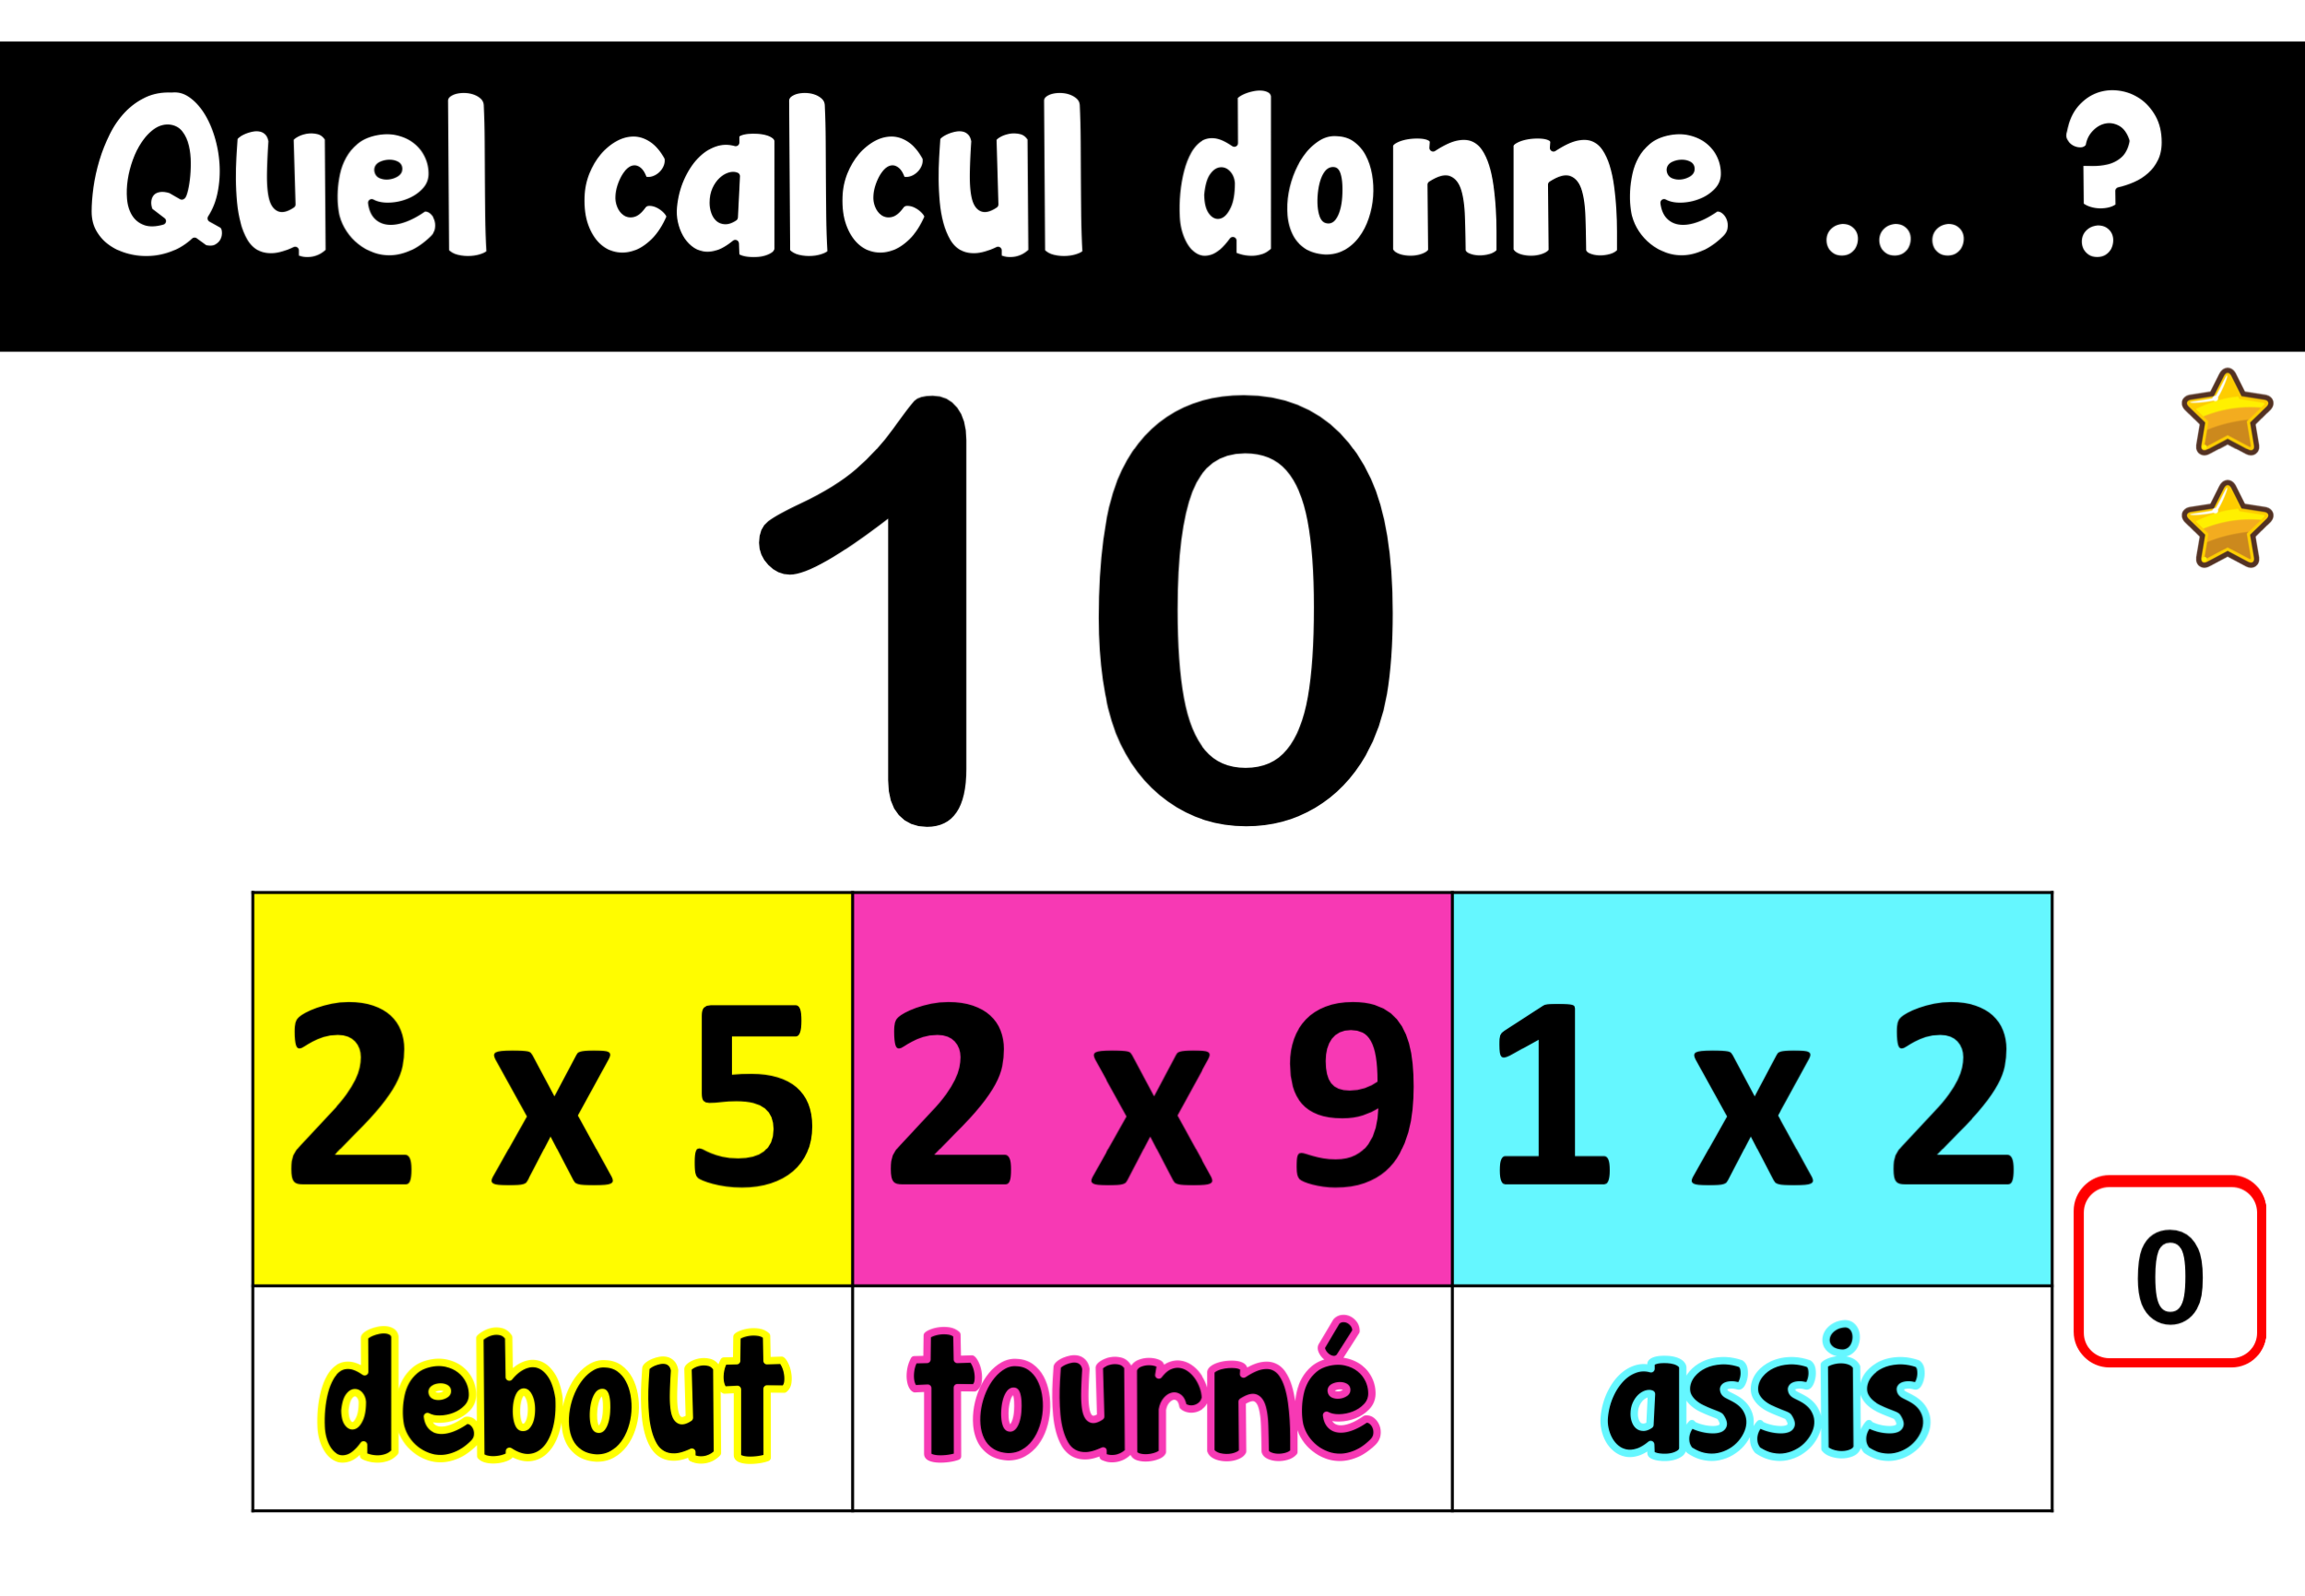 Quel calcul donne ... ?
10
2 x 5 2 x 9 1 x 2
0
debout tourné assis